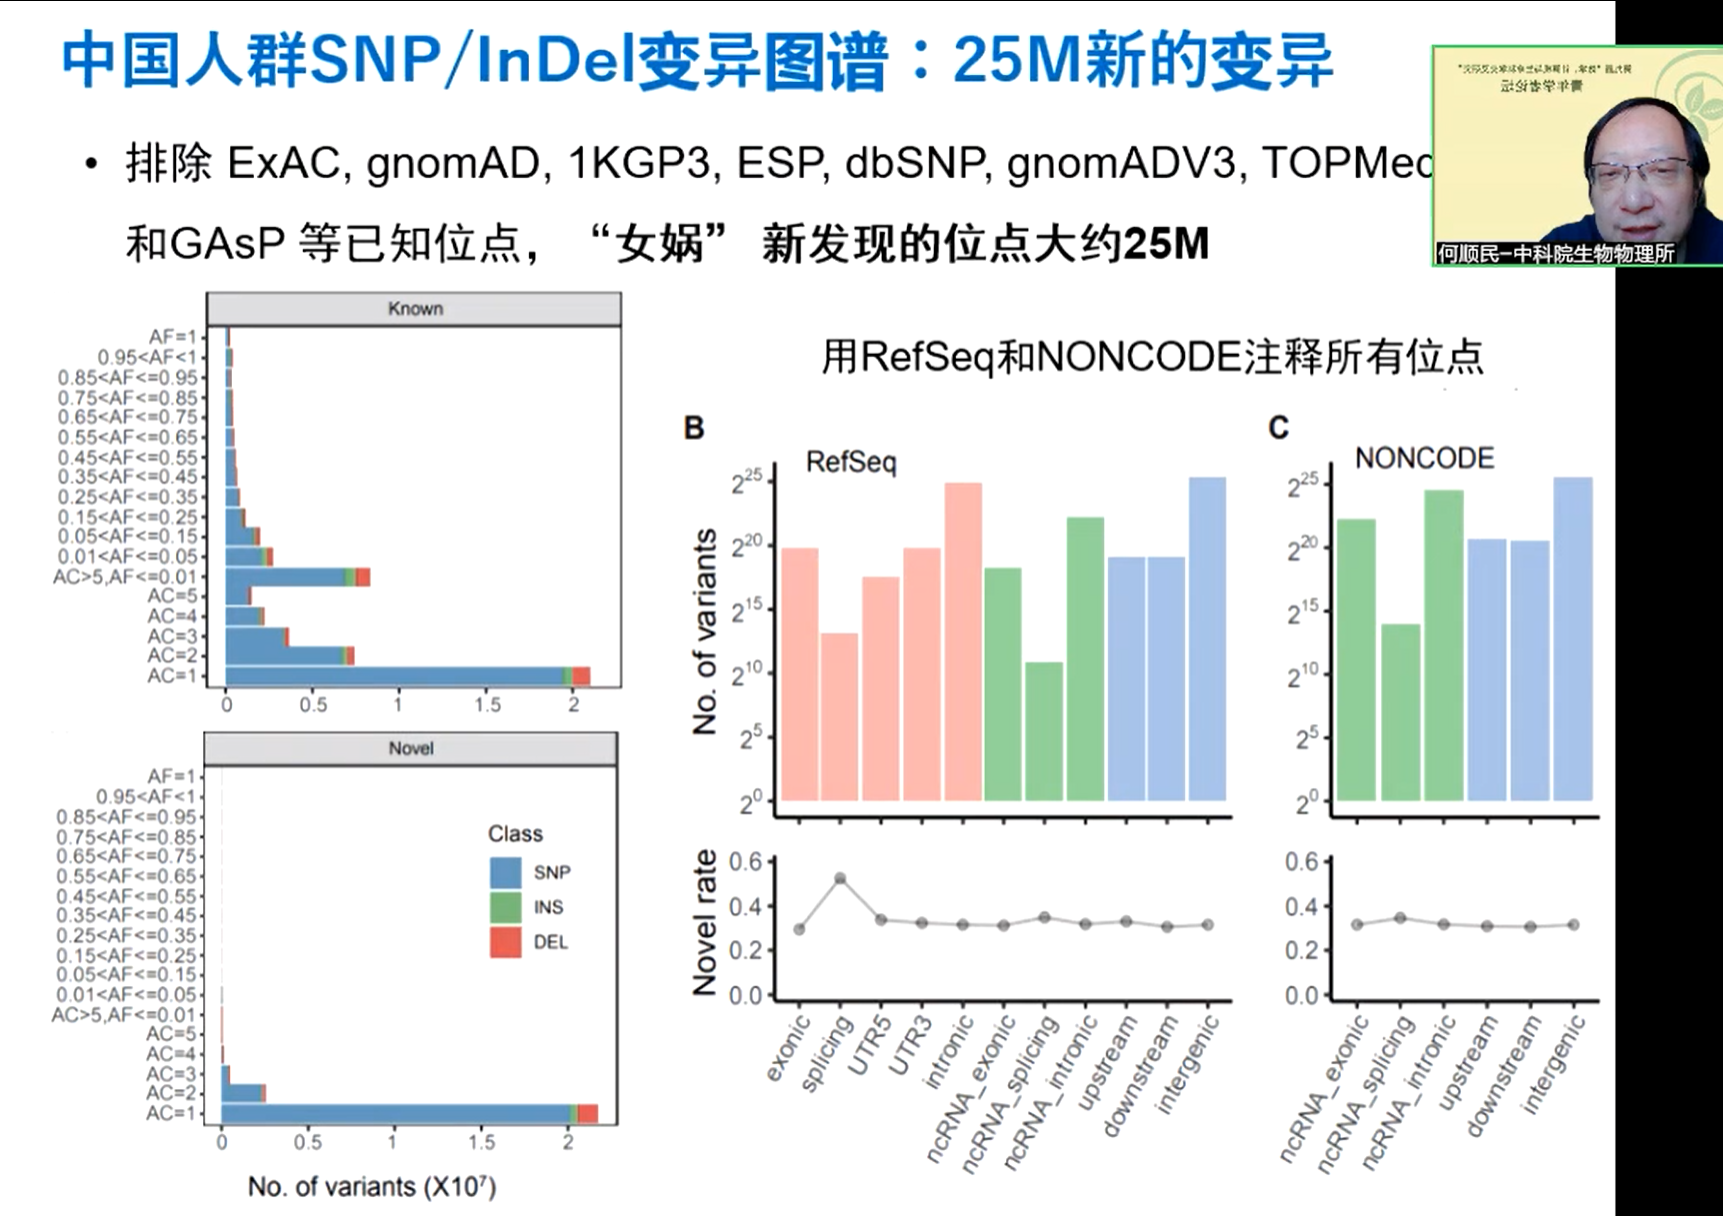 中国人群SNP/InDel变异图谱：25M新的变异
• 排除 ExAC, gnomAD, 1KGP3, ESP, dbSNP, gnomADV3, TOPMed
和GAsP 等已知位点，“女娲” 新发现的位点大约25M
何顺民-中科院生物物理所
用RefSeq和NONCODE注释所有位点
Known
AF=1
0.95<AF<1
0.85<AF<=0.95
0.75<AF<=0.85
0.65<AF<=0.75
0.55<AF<=0.65
0.45<AF<=0.55
0.35<AF<=0.45
0.25<AF<=0.35
0.15<AF<=0.25
0.05<AF<=0.15
0.01<AF<=0.05
AC>5,AF<=0.01
AC=5
AC=4
AC=3
AC=2
AC=1
0 0.5 1 1.5 2
Novel
AF=1
0.95<AF<1
0.85<AF<=0.95
0.75<AF<=0.85
0.65<AF<=0.75
0.55<AF<=0.65
0.45<AF<=0.55
0.35<AF<=0.45
0.25<AF<=0.35
0.15<AF<=0.25
0.05<AF<=0.15
0.01<AF<=0.05
AC>5,AF<=0.01
AC=5
AC=4
AC=3
AC=2
AC=1
Class
SNP
INS
DEL
0 0.5 1 1.5 2
No. of variants (X10⁷)
B
RefSeq
No. of variants
2²⁵
2²⁰
2¹⁵
2¹⁰
2⁵
2⁰
Novel rate
0.6
0.4
0.2
0.0
exonic
splicing
UTR5
UTR3
intronic
ncRNA_exonic
ncRNA_splicing
ncRNA_intronic
upstream
downstream
intergenic
C
NONCODE
2²⁵
2²⁰
2¹⁵
2¹⁰
2⁵
2⁰
0.6
0.4
0.2
0.0
ncRNA_exonic
ncRNA_splicing
ncRNA_intronic
upstream
downstream
intergenic